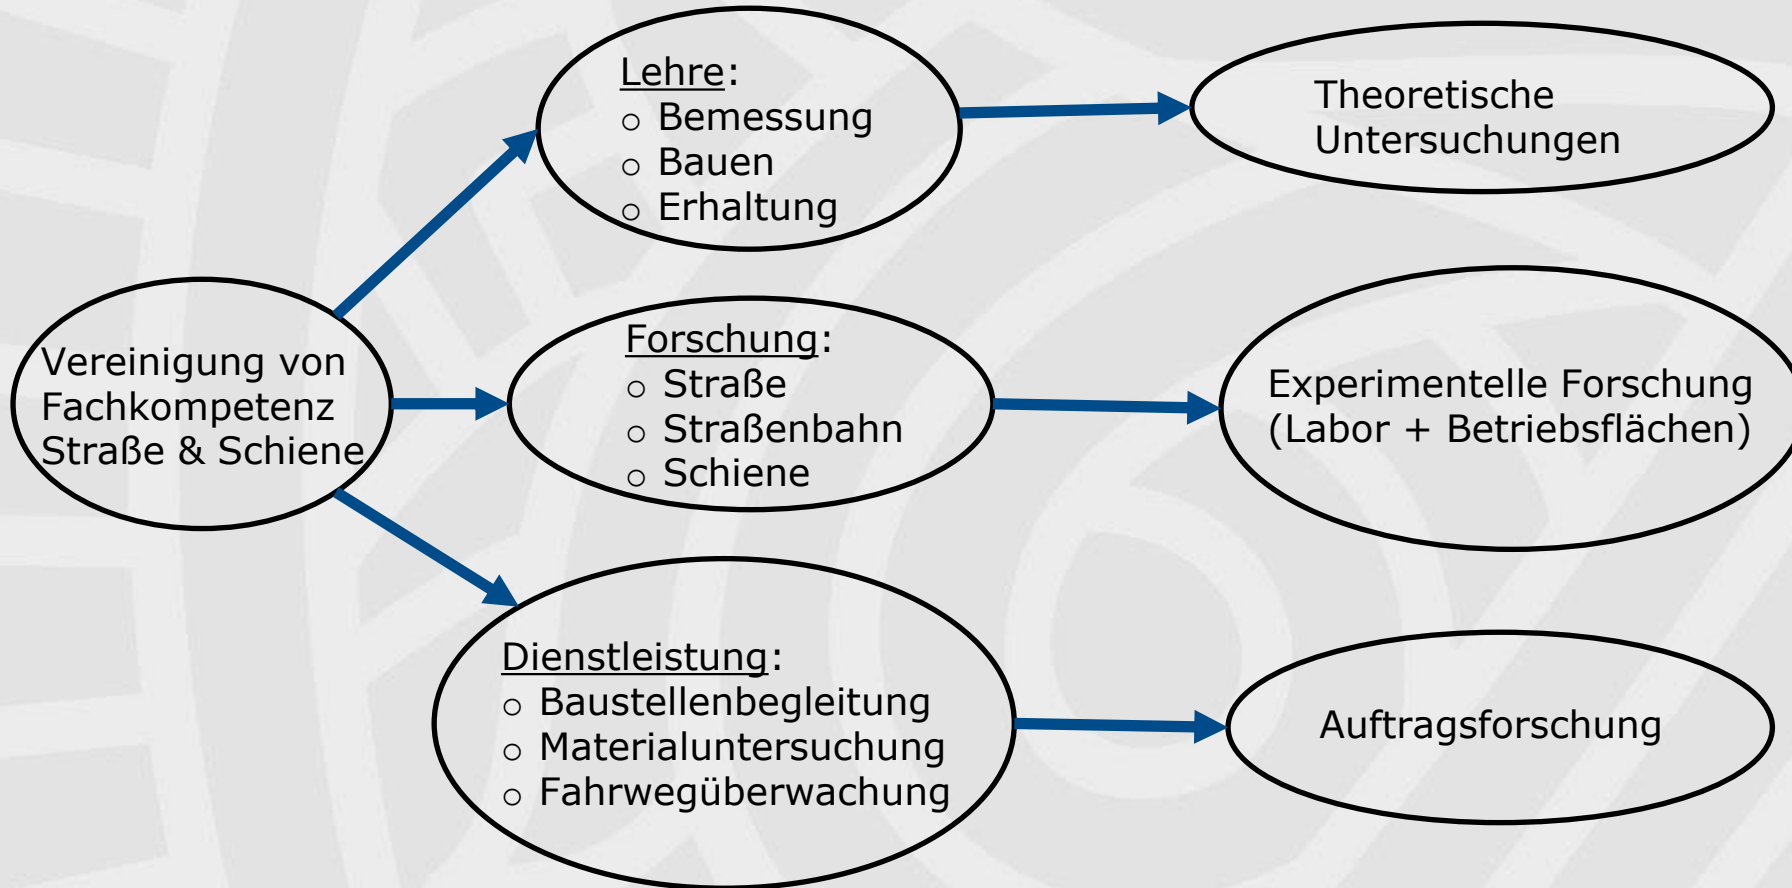 Vereinigung von
Fachkompetenz
Straße & Schiene
Lehre:
○ Bemessung
○ Bauen
○ Erhaltung
Theoretische
Untersuchungen
Forschung:
○ Straße
○ Straßenbahn
○ Schiene
Experimentelle Forschung
(Labor + Betriebsflächen)
Dienstleistung:
○ Baustellenbegleitung
○ Materialuntersuchung
○ Fahrwegüberwachung
Auftragsforschung